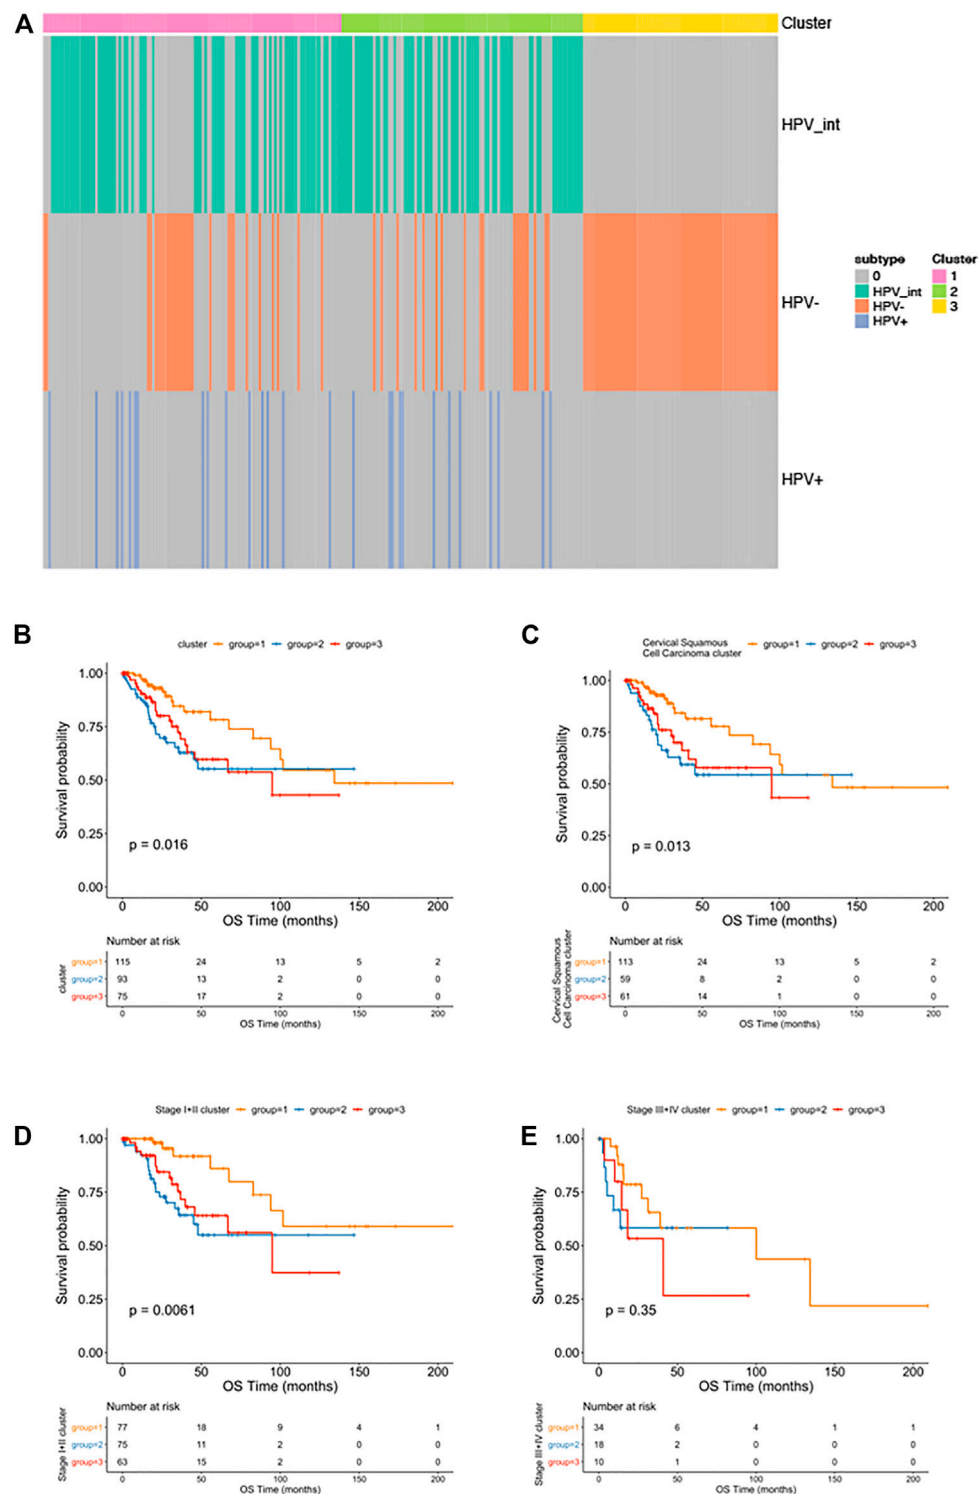 A
Cluster
HPV_int
HPV-
HPV+
subtype
0
HPV_int
HPV-
HPV+
Cluster
1
2
3
B
cluster group=1 group=2 group=3
1.00
0.75
0.50
0.25
0.00
Survival probability
p = 0.016
0 50 100 150 200
OS Time (months)
Number at risk
cluster
group=1 115 24 13 5 2
group=2 93 13 2 0 0
group=3 75 17 2 0 0
0 50 100 150 200
OS Time (months)
C
Cervical Squamous
Cell Carcinoma cluster group=1 group=2 group=3
1.00
0.75
0.50
0.25
0.00
Survival probability
p = 0.013
0 50 100 150 200
OS Time (months)
Number at risk
Cervical Squamous
Cell Carcinoma cluster
group=1 113 24 13 5 2
group=2 59 8 2 0 0
group=3 61 14 1 0 0
0 50 100 150 200
OS Time (months)
D
Stage I+II cluster group=1 group=2 group=3
1.00
0.75
0.50
0.25
0.00
Survival probability
p = 0.0061
0 50 100 150 200
OS Time (months)
Number at risk
Stage I+II cluster
group=1 77 18 9 4 1
group=2 75 11 2 0 0
group=3 63 15 2 0 0
0 50 100 150 200
OS Time (months)
E
Stage III+IV cluster group=1 group=2 group=3
1.00
0.75
0.50
0.25
0.00
Survival probability
p = 0.35
0 50 100 150 200
OS Time (months)
Number at risk
Stage III+IV cluster
group=1 34 6 4 1 1
group=2 18 2 0 0 0
group=3 10 1 0 0 0
0 50 100 150 200
OS Time (months)